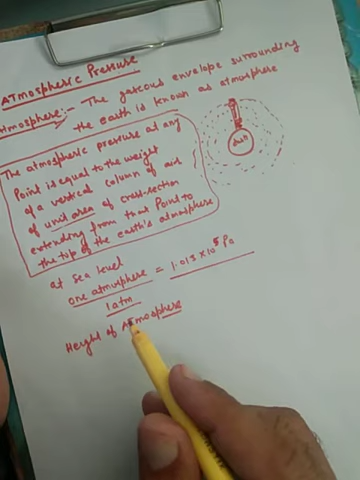 Atmospheric Pressure
Atmosphere:- The gaseous envelope surrounding
the earth is known as atmosphere
The atmospheric pressure at any
Point is equal to the weight
of a vertical column of air
of unit area of cross-section
extending from that Point to
the top of the earth's atmosphere
at sea level
one atmosphere = 1.013 × 10⁵ Pa
1 atm
Height of Atmosphere